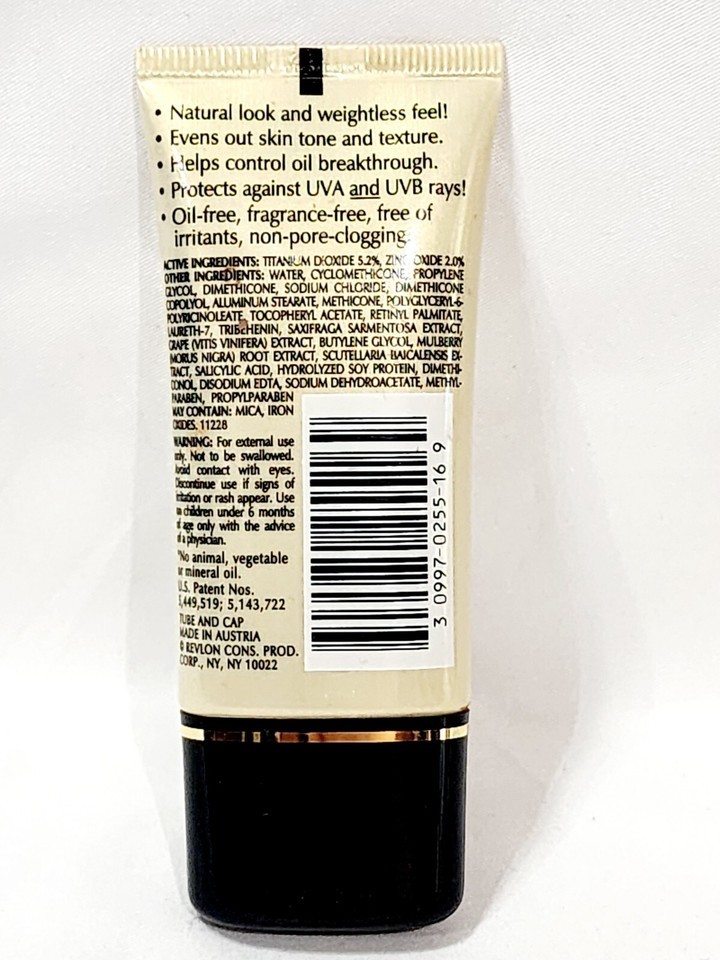 • Natural look and weightless feel!
• Evens out skin tone and texture.
• Helps control oil breakthrough.
• Protects against UVA and UVB rays!
• Oil-free, fragrance-free, free of
irritants, non-pore-clogging.
ACTIVE INGREDIENTS: TITANIUM DIOXIDE 5.2%, ZINC OXIDE 2.0%
OTHER INGREDIENTS: WATER, CYCLOMETHICONE, PROPYLENE
GLYCOL, DIMETHICONE, SODIUM CHLORIDE, DIMETHICONE
COPOLYOL, ALUMINUM STEARATE, METHICONE, POLYGLYCERYL-6-
POLYRICINOLEATE, TOCOPHERYL ACETATE, RETINYL PALMITATE,
LAURETH-7, TRIBEHENIN, SAXIFRAGA SARMENTOSA EXTRACT,
GRAPE (VITIS VINIFERA) EXTRACT, BUTYLENE GLYCOL, MULBERRY
(MORUS NIGRA) ROOT EXTRACT, SCUTELLARIA BAICALENSIS EX-
TRACT, SALICYLIC ACID, HYDROLYZED SOY PROTEIN, DIMETHI-
CONOL, DISODIUM EDTA, SODIUM DEHYDROACETATE, METHYL-
PARABEN, PROPYLPARABEN
MAY CONTAIN: MICA, IRON
OXIDES. 11228
WARNING: For external use
only. Not to be swallowed.
Avoid contact with eyes.
Discontinue use if signs of
irritation or rash appear. Use
on children under 6 months
of age only with the advice
of a physician.
*No animal, vegetable
or mineral oil.
U.S. Patent Nos.
5,449,519; 5,143,722
TUBE AND CAP
MADE IN AUSTRIA
© REVLON CONS. PROD.
CORP., NY, NY 10022
3 0997-0255-16 9